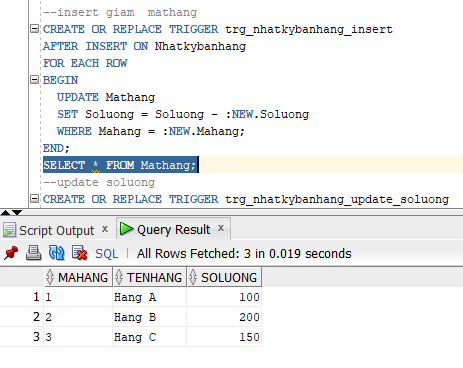 --insert giam  mathang
CREATE OR REPLACE TRIGGER trg_nhatkybanhang_insert
AFTER INSERT ON Nhatkybanhang
FOR EACH ROW
BEGIN
  UPDATE Mathang
  SET Soluong = Soluong - :NEW.Soluong
  WHERE Mahang = :NEW.Mahang;
END;
SELECT * FROM Mathang;
--update soluong
CREATE OR REPLACE TRIGGER trg_nhatkybanhang_update_soluong
Script Output x Query Result x
SQL | All Rows Fetched: 3 in 0.019 seconds
MAHANG TENHANG SOLUONG
1 1 Hang A 100
2 2 Hang B 200
3 3 Hang C 150